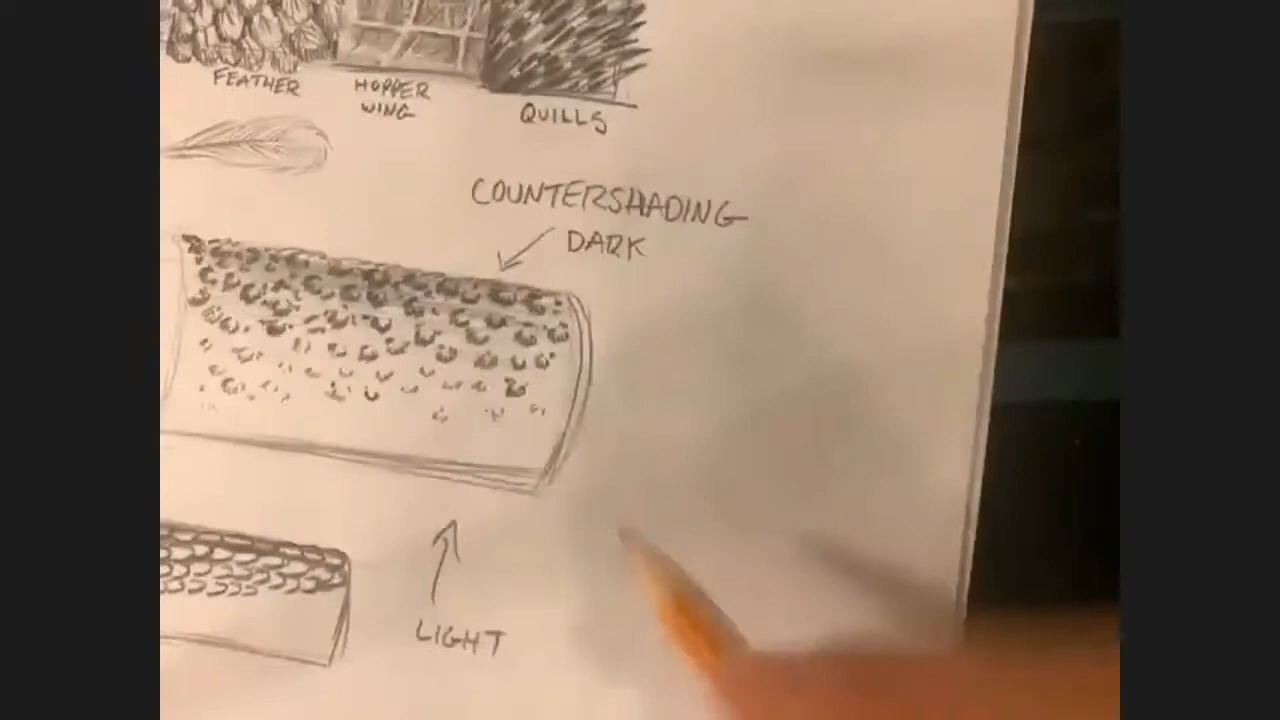 FEATHER
HOPPER
WING
QUILLS
COUNTERSHADING
DARK
LIGHT